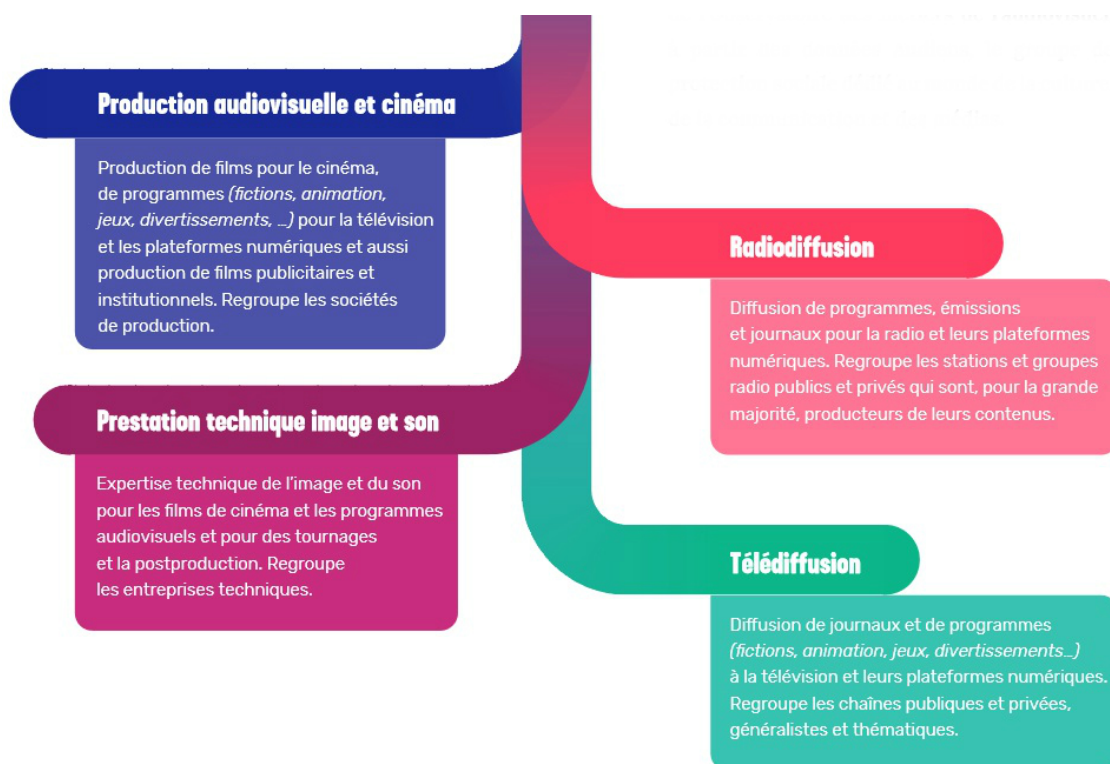 Production audiovisuelle et cinéma
Production de films pour le cinéma,
de programmes (fictions, animation,
jeux, divertissements, ...) pour la télévision
et les plateformes numériques et aussi
production de films publicitaires et
institutionnels. Regroupe les sociétés
de production.
Radiodiffusion
Diffusion de programmes, émissions
et journaux pour la radio et leurs plateformes
numériques. Regroupe les stations et groupes
radio publics et privés qui sont, pour la grande
majorité, producteurs de leurs contenus.
Prestation technique image et son
Expertise technique de l'image et du son
pour les films de cinéma et les programmes
audiovisuels et pour des tournages
et la postproduction. Regroupe
les entreprises techniques.
Télédiffusion
Diffusion de journaux et de programmes
(fictions, animation, jeux, divertissements...)
à la télévision et leurs plateformes numériques.
Regroupe les chaînes publiques et privées,
généralistes et thématiques.